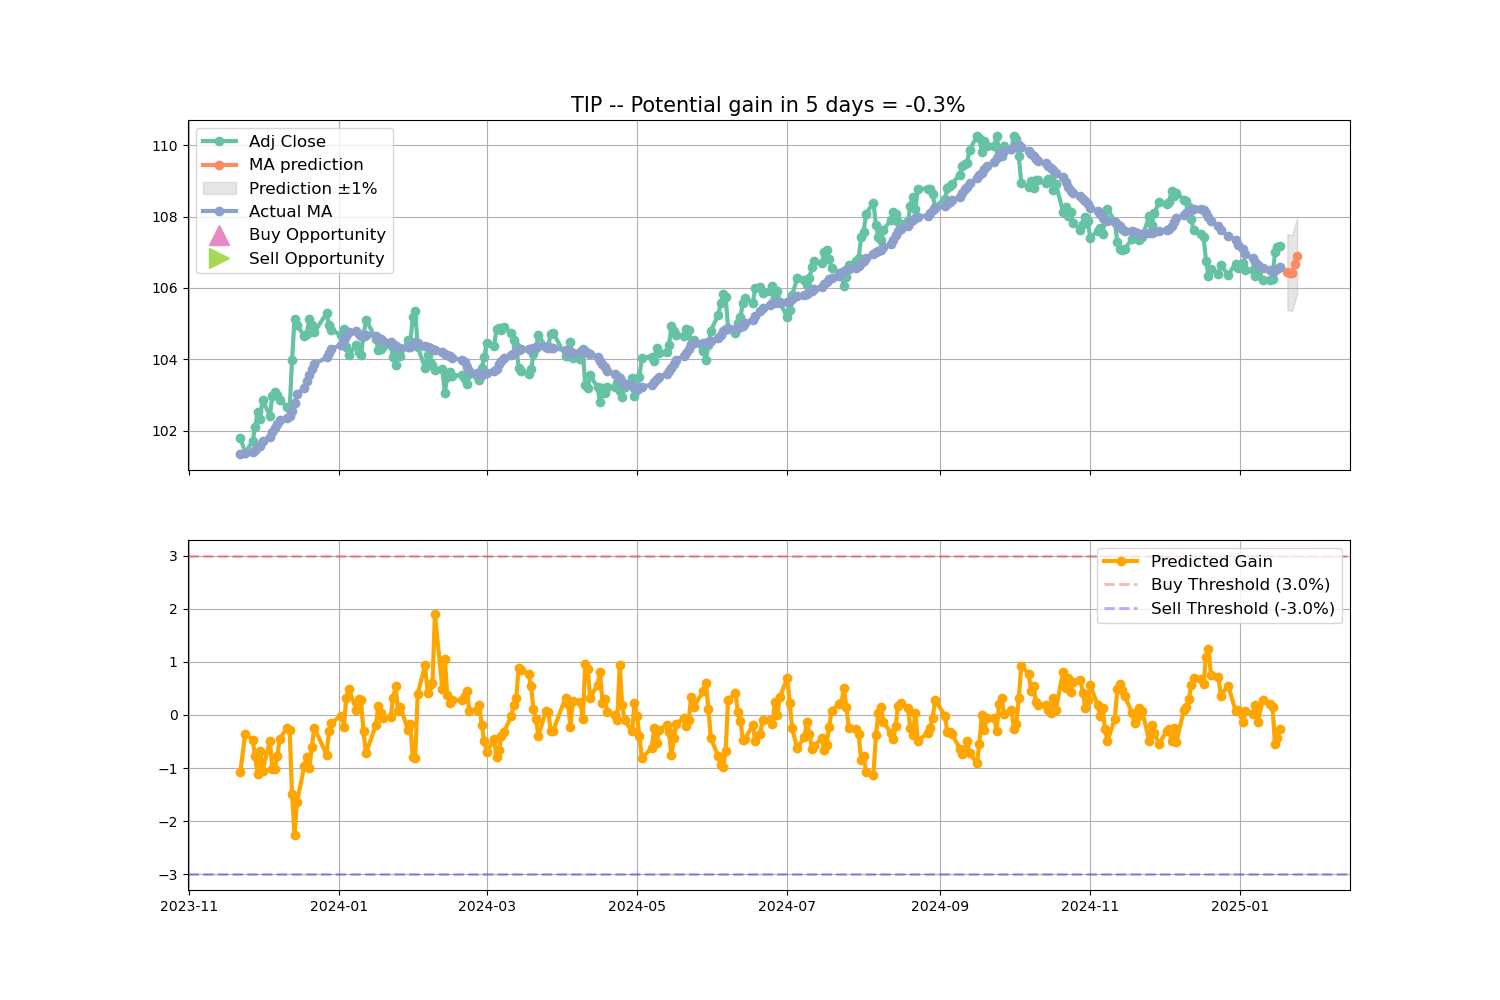 TIP -- Potential gain in 5 days = -0.3%
Adj Close
MA prediction
Prediction ±1%
Actual MA
Buy Opportunity
Sell Opportunity
110
108
106
104
102
Predicted Gain
Buy Threshold (3.0%)
Sell Threshold (-3.0%)
3
2
1
0
−1
−2
−3
2023-11 2024-01 2024-03 2024-05 2024-07 2024-09 2024-11 2025-01